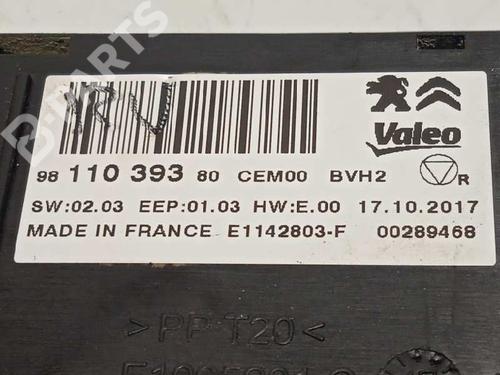 B-PARTS
Valeo
98 110 393 80 CEM00 BVH2 R
SW:02.03 EEP:01.03 HW:E.00 17.10.2017
MADE IN FRANCE E1142803-F 00289468
>PP T20<